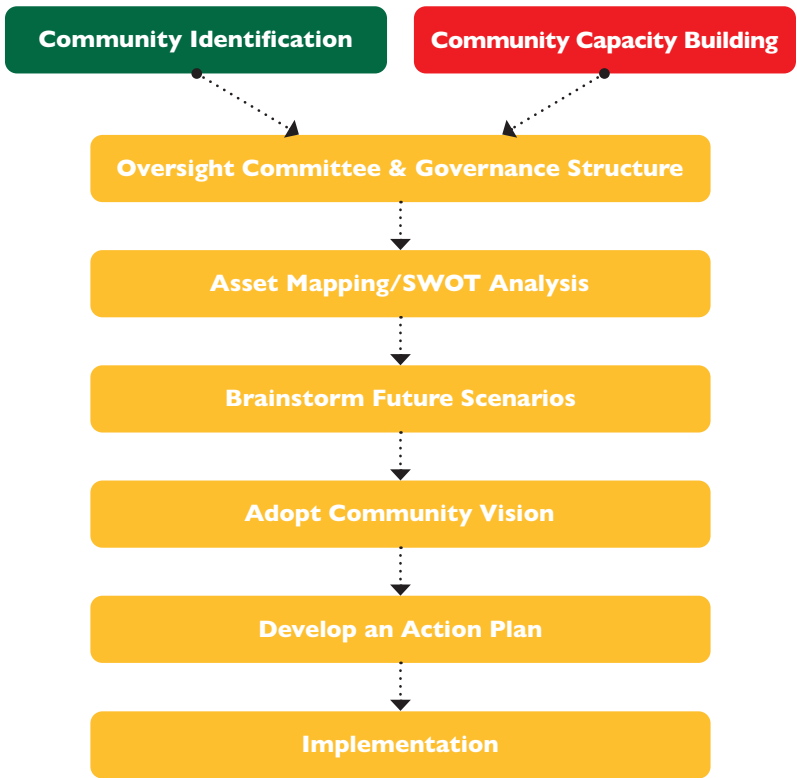 Community Identification
Community Capacity Building
Oversight Committee & Governance Structure
Asset Mapping/SWOT Analysis
Brainstorm Future Scenarios
Adopt Community Vision
Develop an Action Plan
Implementation